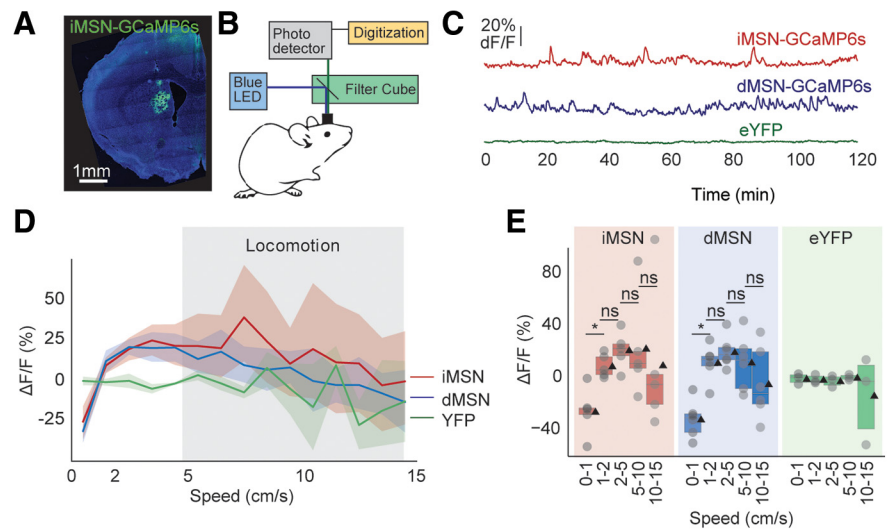 A
iMSN-GCaMP6s
1mm
B
Photo
detector
Digitization
Blue
LED
Filter Cube
C
20%
dF/F
iMSN-GCaMP6s
dMSN-GCaMP6s
eYFP
0 20 40 60 80 100 120
Time (min)
D
Locomotion
ΔF/F (%)
50
25
0
-25
iMSN
dMSN
YFP
0 2 5 10 15
Speed (cm/s)
E
iMSN dMSN eYFP
ΔF/F (%)
80
40
0
−40
* ns ns ns
* ns ns ns
0-1 1-2 2-5 5-10 10-15
0-1 1-2 2-5 5-10 10-15
0-1 1-2 2-5 5-10 10-15
Speed (cm/s)